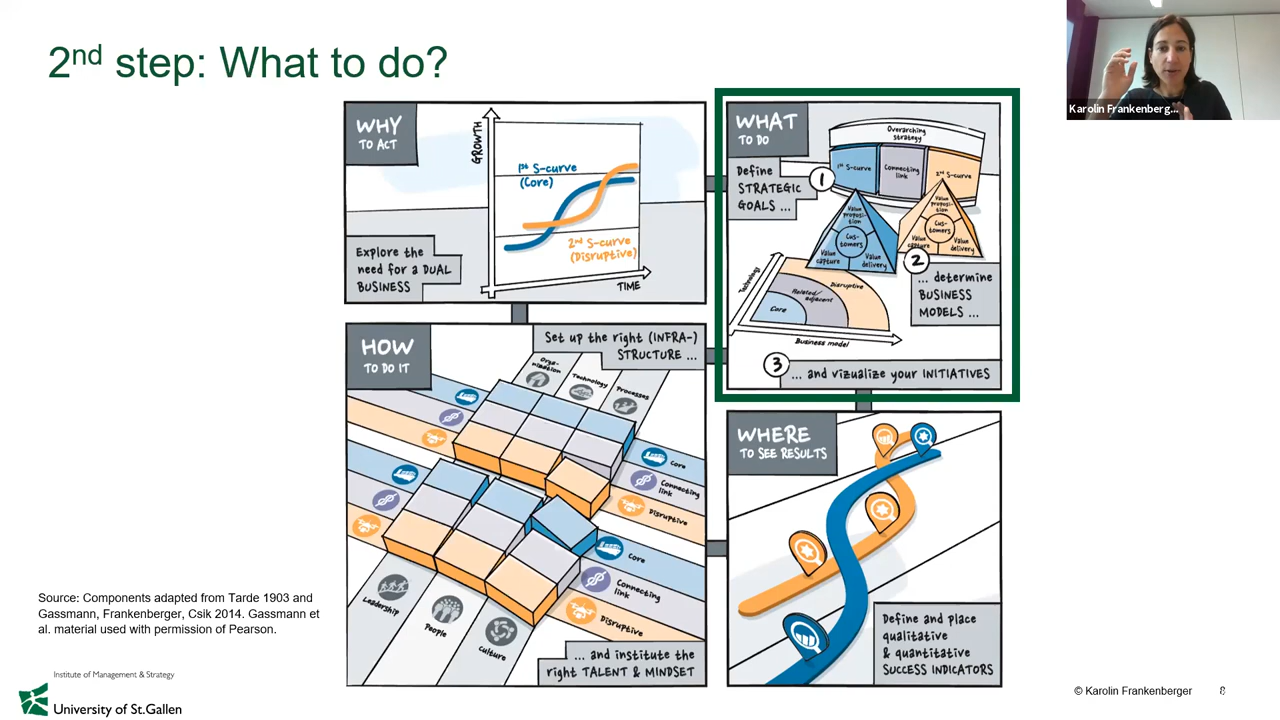 2nd step: What to do?
Karolin Frankenberg...
WHY
TO ACT
GROWTH
1st S-curve
(Core)
2nd S-curve
(Disruptive)
TIME
Explore the
need for a DUAL
BUSINESS
WHAT
TO DO
Define
STRATEGIC
GOALS ...
1
Overarching
strategy
1st S-curve
Connecting
link
2nd S-curve
Value
proposi-
tion
Cus-
tomers
Value
capture
Value
delivery
Value
proposi-
tion
Cus-
tomers
Value
capture
Value
delivery
2
... determine
BUSINESS
MODELS ...
Technology
Core
Related/
adjacent
Disruptive
Business model
3
... and vizualize your INITIATIVES
HOW
TO DO IT
Set up the right (INFRA-)
STRUCTURE ...
Orga-
nization
Technology
Processes
Core
Connecting
link
Disruptive
Core
Connecting
link
Disruptive
Leadership
People
Culture
... and institute the
right TALENT & MINDSET
WHERE
TO SEE RESULTS
Define and place
qualitative
& quantitative
SUCCESS INDICATORS
Source: Components adapted from Tarde 1903 and
Gassmann, Frankenberger, Csik 2014. Gassmann et
al. material used with permission of Pearson.
Institute of Management & Strategy
University of St.Gallen
© Karolin Frankenberger